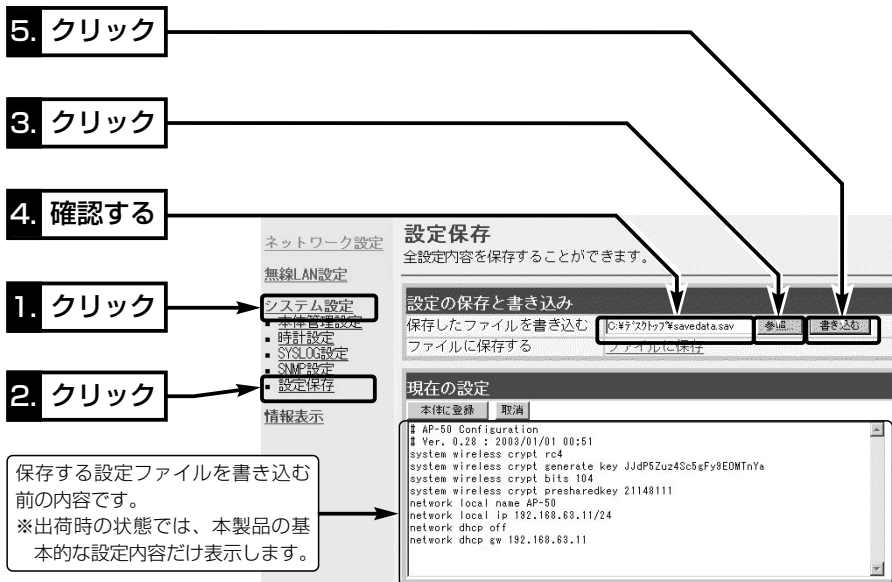 5. クリック
3. クリック
4. 確認する
1. クリック
2. クリック
保存する設定ファイルを書き込む
前の内容です。
※出荷時の状態では、本製品の基
本的な設定内容だけ表示します。
ネットワーク設定
無線LAN設定
システム設定
▪ 本体管理設定
▪ 時計設定
▪ SYSLOG設定
▪ SNMP設定
▪ 設定保存
情報表示
設定保存
全設定内容を保存することができます。
設定の保存と書き込み
保存したファイルを書き込む C:¥ﾃﾞｽｸﾄｯﾌﾟ¥savedata.sav 参照... 書き込む
ファイルに保存する ファイルに保存
現在の設定
本体に登録 取消
# AP-50 Configuration
# Ver. 0.28 : 2003/01/01 00:51
system wireless crypt rc4
system wireless crypt generate key JJdP5Zuz4Sc5gFy9EOMTnYa
system wireless crypt bits 104
system wireless crypt presharedkey 21148111
network local name AP-50
network local ip 192.168.63.11/24
network dhcp off
network dhcp gw 192.168.63.11